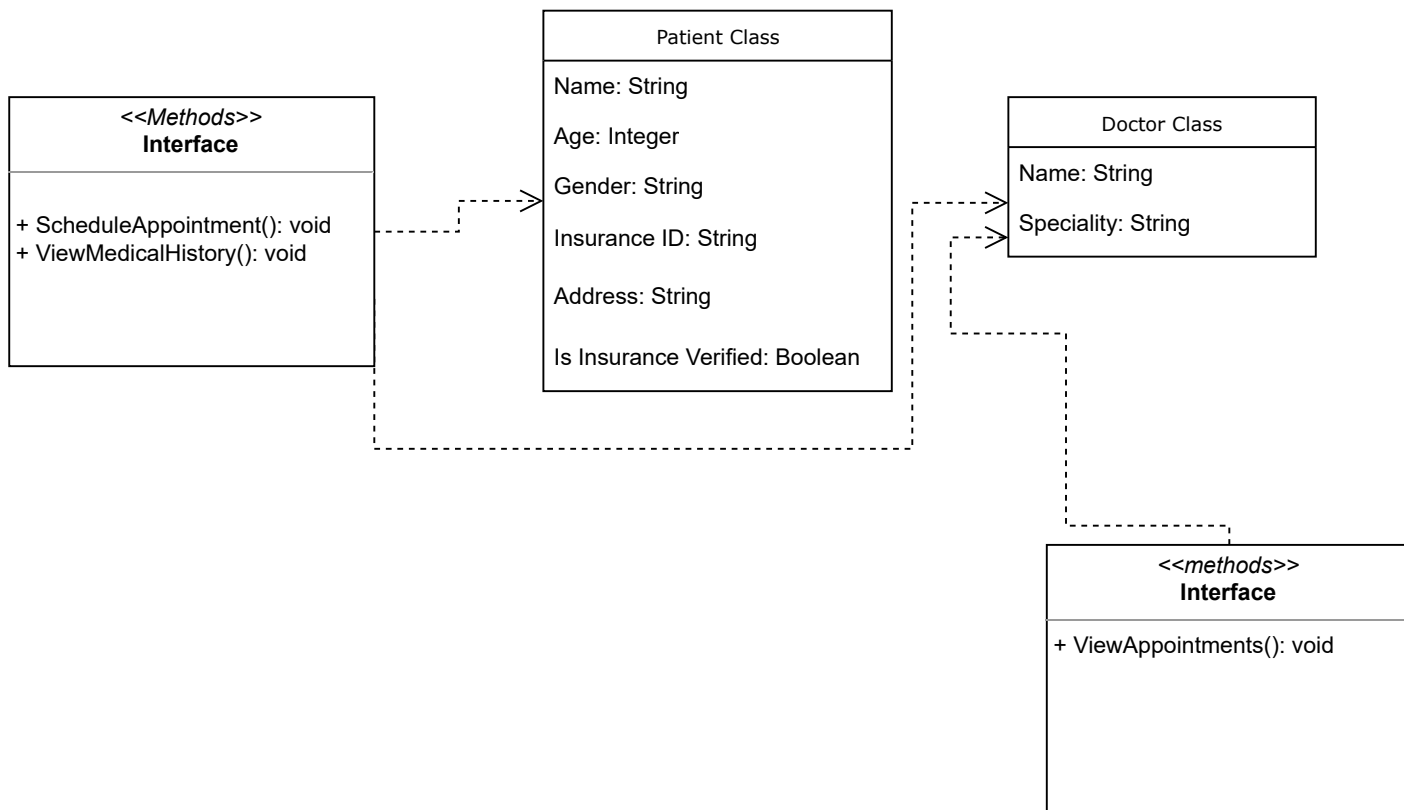 <<Methods>>
Interface
+ ScheduleAppointment(): void
+ ViewMedicalHistory(): void
Patient Class
Name: String
Age: Integer
Gender: String
Insurance ID: String
Address: String
Is Insurance Verified: Boolean
Doctor Class
Name: String
Speciality: String
<<methods>>
Interface
+ ViewAppointments(): void